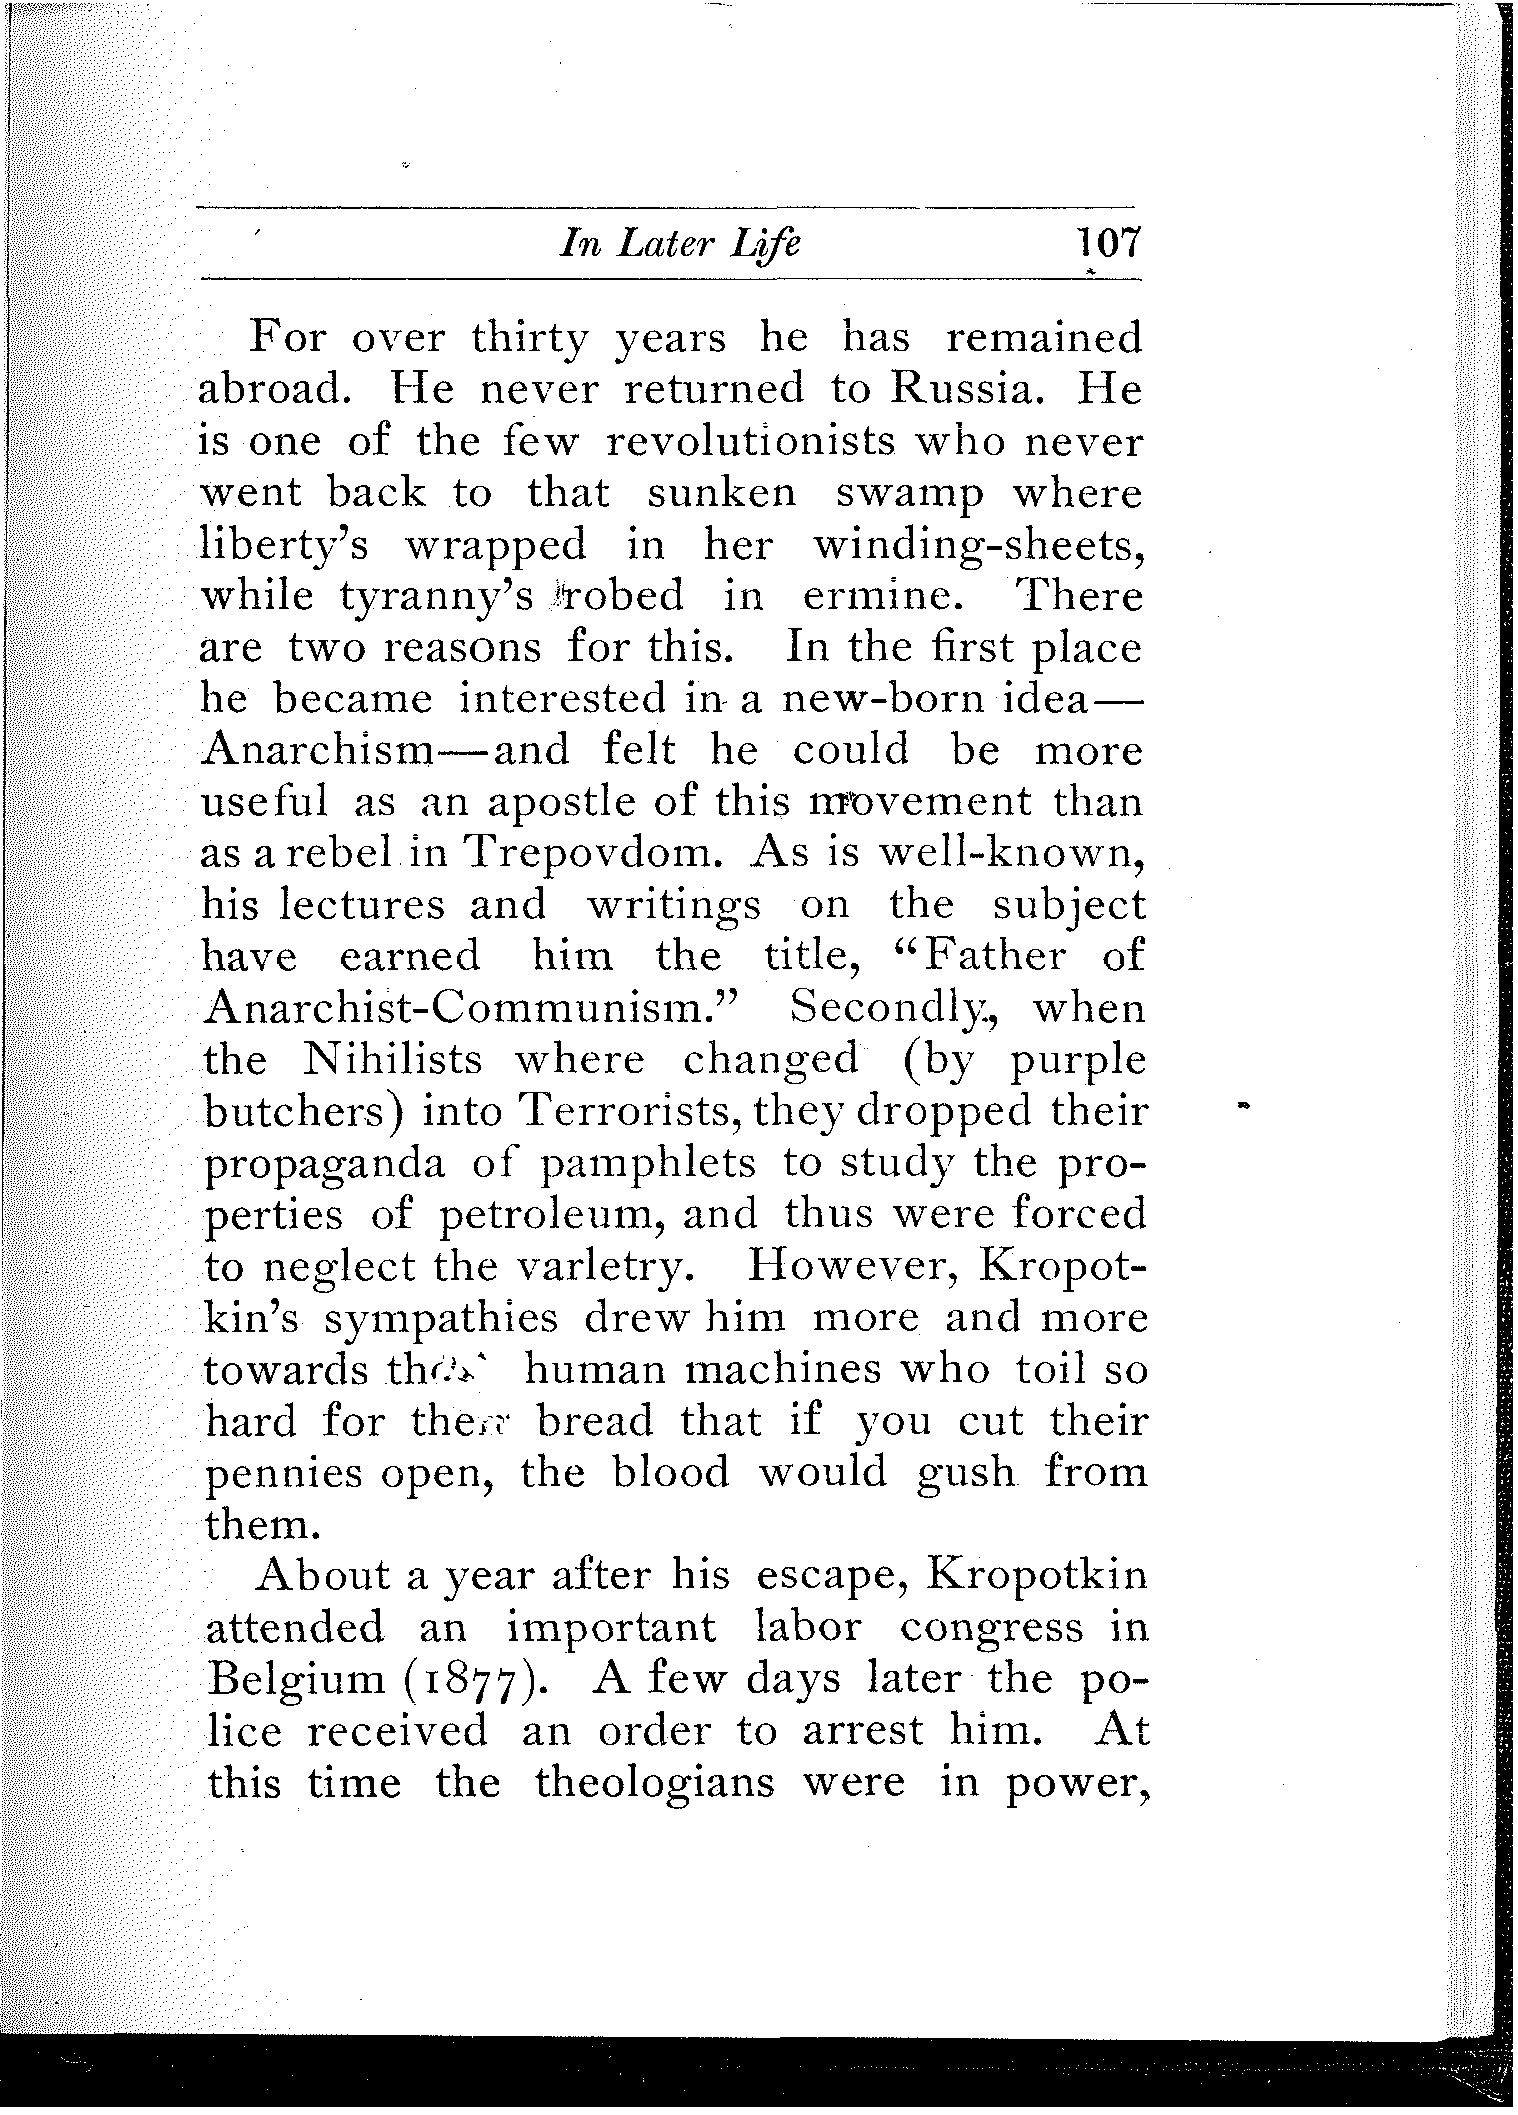 In Later Life 107
For over thirty years he has remained
abroad. He never returned to Russia. He
is one of the few revolutionists who never
went back to that sunken swamp where
liberty's wrapped in her winding-sheets,
while tyranny's robed in ermine. There
are two reasons for this. In the first place
he became interested in a new-born idea—
Anarchism—and felt he could be more
useful as an apostle of this movement than
as a rebel in Trepovdom. As is well-known,
his lectures and writings on the subject
have earned him the title, “Father of
Anarchist-Communism.” Secondly, when
the Nihilists where changed (by purple
butchers) into Terrorists, they dropped their
propaganda of pamphlets to study the pro-
perties of petroleum, and thus were forced
to neglect the varletry. However, Kropot-
kin's sympathies drew him more and more
towards human machines who toil so
hard for their bread that if you cut their
pennies open, the blood would gush from
them.
About a year after his escape, Kropotkin
attended an important labor congress in
Belgium (1877). A few days later the po-
lice received an order to arrest him. At
this time the theologians were in power,